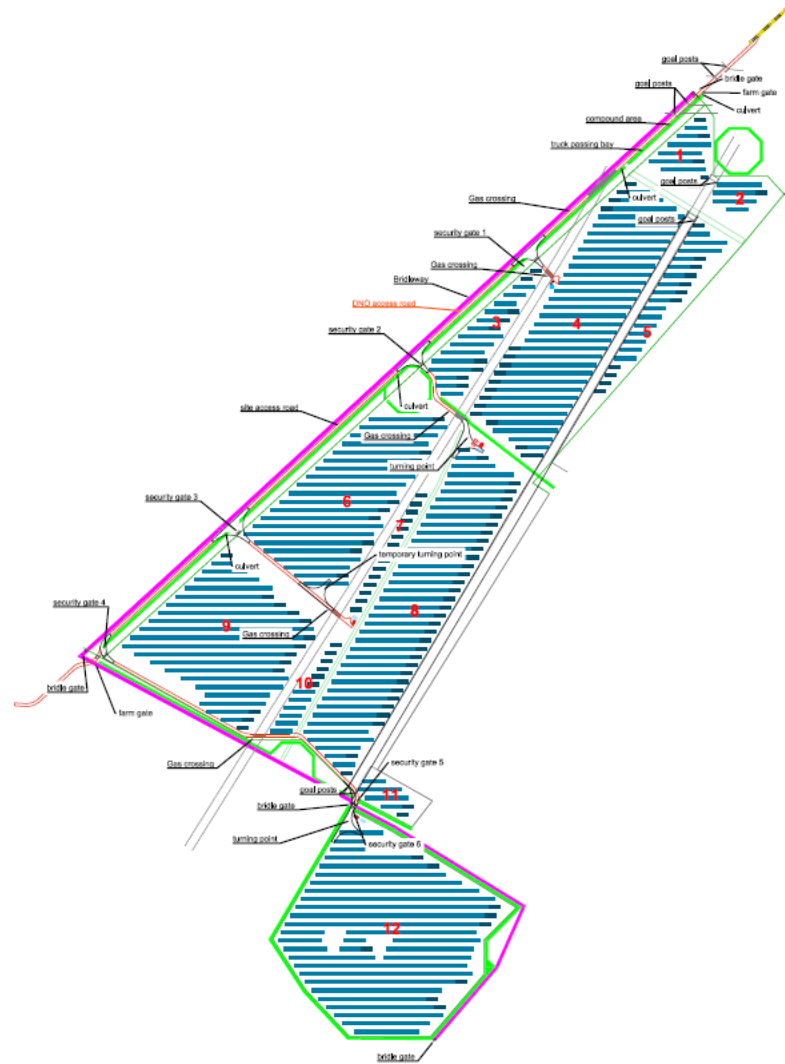 goal posts
bridle gate
goal posts
farm gate
culvert
compound area
truck passing bay
1
goal posts
2
Gas crossing
culvert
goal posts
security gate 1
Gas crossing
Bridleway
DNO access road
3
4
5
security gate 2
culvert
site access road
Gas crossing
turning point
security gate 3
6
7
temporary turning point
culvert
security gate 4
8
9
Gas crossing
10
bridle gate
farm gate
Gas crossing
security gate 5
goal posts
11
bridle gate
turning point
security gate 6
12
bridle gate